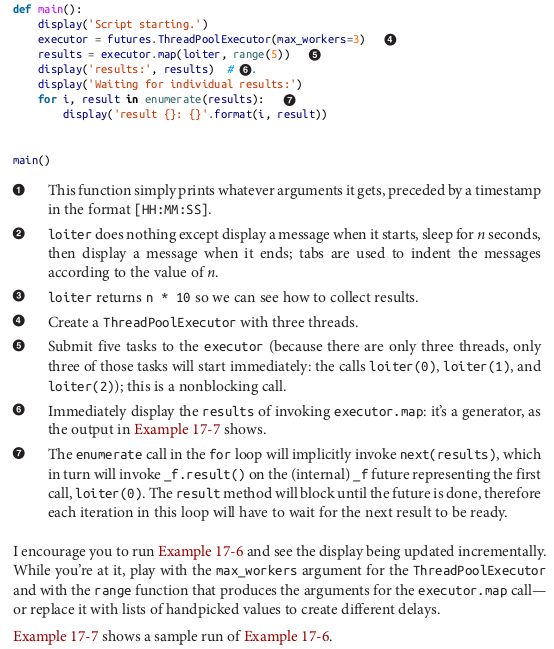 def main():
    display('Script starting.')
    executor = futures.ThreadPoolExecutor(max_workers=3)    ❹
    results = executor.map(loiter, range(5))    ❺
    display('results:', results)  # ❻.
    display('Waiting for individual results:')
    for i, result in enumerate(results):    ❼
        display('result {}: {}'.format(i, result))
main()
❶ This function simply prints whatever arguments it gets, preceded by a timestamp
in the format [HH:MM:SS].
❷ loiter does nothing except display a message when it starts, sleep for n seconds,
then display a message when it ends; tabs are used to indent the messages
according to the value of n.
❸ loiter returns n * 10 so we can see how to collect results.
❹ Create a ThreadPoolExecutor with three threads.
❺ Submit five tasks to the executor (because there are only three threads, only
three of those tasks will start immediately: the calls loiter(0), loiter(1), and
loiter(2)); this is a nonblocking call.
❻ Immediately display the results of invoking executor.map: it's a generator, as
the output in Example 17-7 shows.
❼ The enumerate call in the for loop will implicitly invoke next(results), which
in turn will invoke _f.result() on the (internal) _f future representing the first
call, loiter(0). The result method will block until the future is done, therefore
each iteration in this loop will have to wait for the next result to be ready.
I encourage you to run Example 17-6 and see the display being updated incrementally.
While you're at it, play with the max_workers argument for the ThreadPoolExecutor
and with the range function that produces the arguments for the executor.map call—
or replace it with lists of handpicked values to create different delays.
Example 17-7 shows a sample run of Example 17-6.